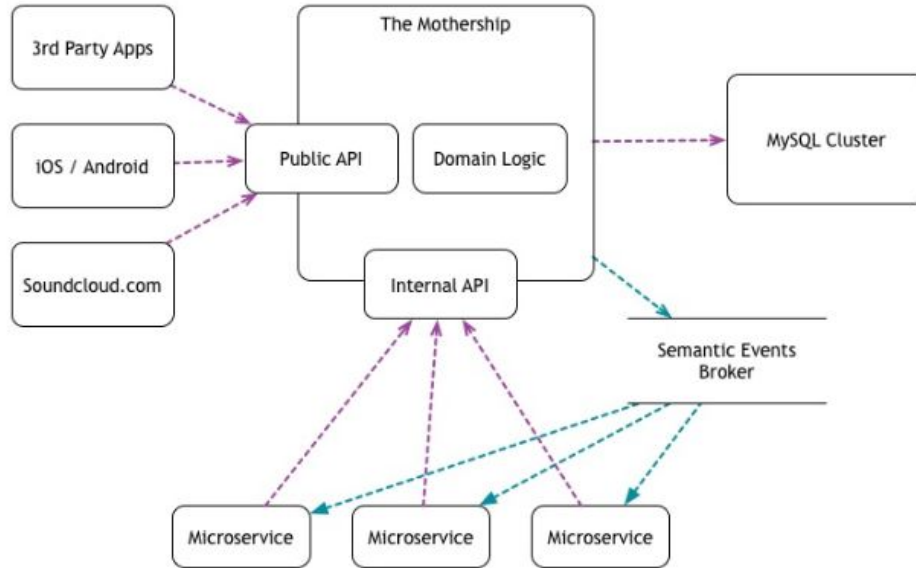 The Mothership
3rd Party Apps
MySQL Cluster
iOS / Android
Public API
Domain Logic
Soundcloud.com
Internal API
Semantic Events
Broker
Microservice
Microservice
Microservice